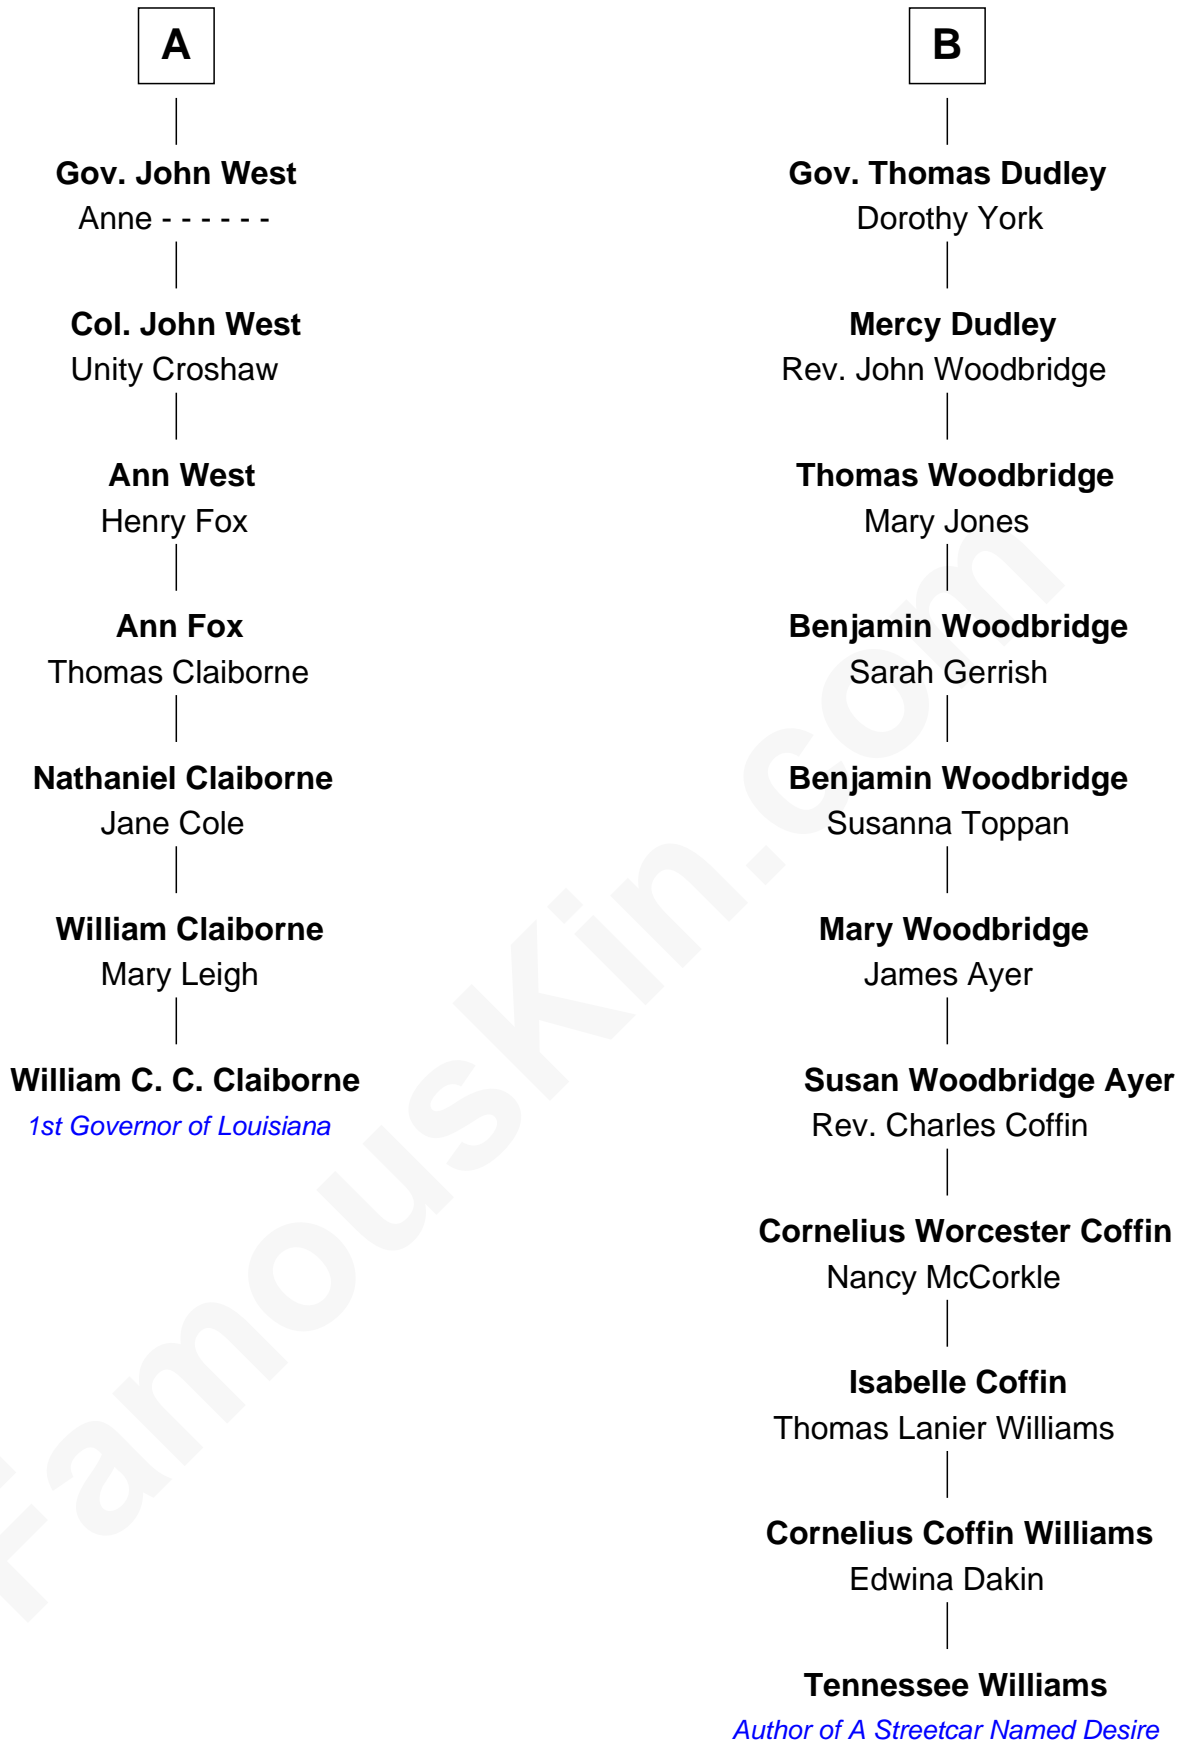 A
Gov. John West
Anne - - - - - -
Col. John West
Unity Croshaw
Ann West
Henry Fox
Ann Fox
Thomas Claiborne
Nathaniel Claiborne
Jane Cole
William Claiborne
Mary Leigh
William C. C. Claiborne
1st Governor of Louisiana
B
Gov. Thomas Dudley
Dorothy York
Mercy Dudley
Rev. John Woodbridge
Thomas Woodbridge
Mary Jones
Benjamin Woodbridge
Sarah Gerrish
Benjamin Woodbridge
Susanna Toppan
Mary Woodbridge
James Ayer
Susan Woodbridge Ayer
Rev. Charles Coffin
Cornelius Worcester Coffin
Nancy McCorkle
Isabelle Coffin
Thomas Lanier Williams
Cornelius Coffin Williams
Edwina Dakin
Tennessee Williams
Author of A Streetcar Named Desire
FamousKin.com